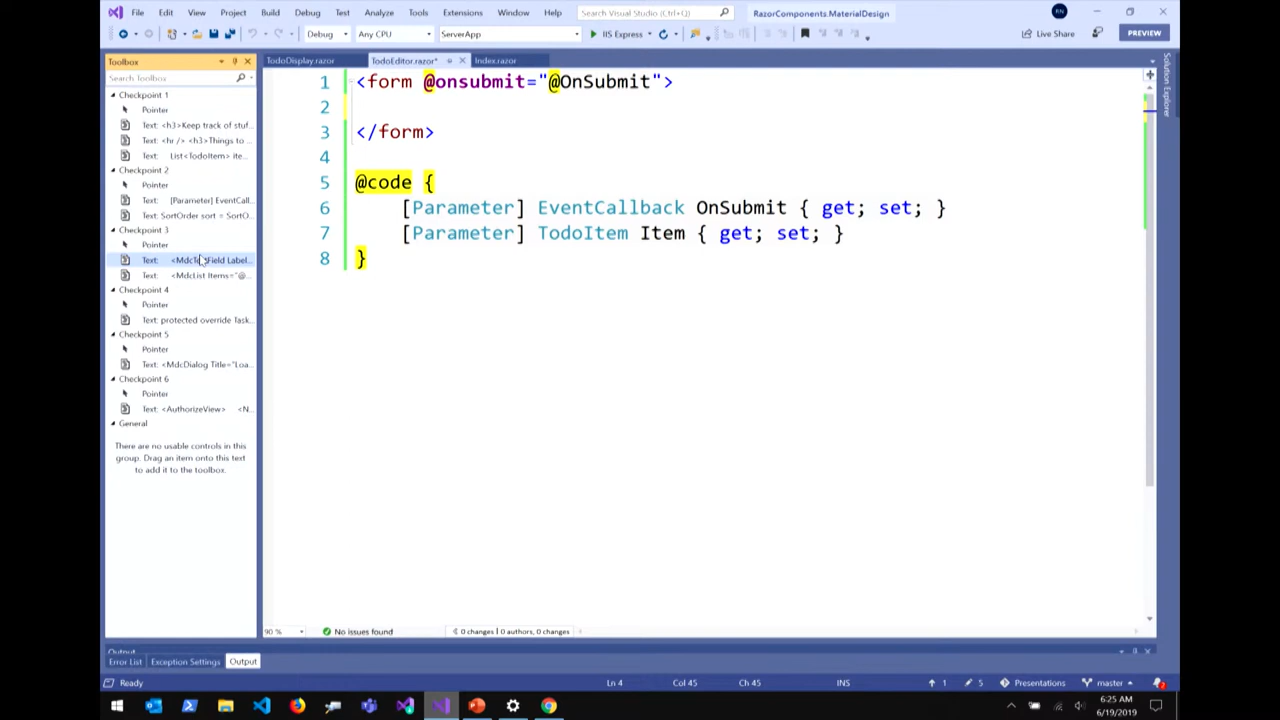 File Edit View Project Build Debug Test Analyze Tools Extensions Window Help Search Visual Studio (Ctrl+Q) RazorComponents.MaterialDesign RN
Debug Any CPU ServerApp IIS Express Live Share PREVIEW
Toolbox
Search Toolbox
Checkpoint 1
Pointer
Text: <h3>Keep track of stuf...
Text: <hr /> <h3>Things to ...
Text: List<TodoItem> ite...
Checkpoint 2
Pointer
Text: [Parameter] EventCall...
Text: SortOrder sort = SortO...
Checkpoint 3
Pointer
Text: Field Label...
Text: <MdcList Items="@...
Checkpoint 4
Pointer
Text: protected override Task...
Checkpoint 5
Pointer
Text: <MdcDialog Title="Loa...
Checkpoint 6
Pointer
Text: <AuthorizeView> <N...
General
There are no usable controls in this
group. Drag an item onto this text
to add it to the toolbox.
TodoDisplay.razor TodoEditor.razor* Index.razor
1 <form @onsubmit="@OnSubmit">
2
3 </form>
4
5 @code {
6 [Parameter] EventCallback OnSubmit { get; set; }
7 [Parameter] TodoItem Item { get; set; }
8 }
Solution Explorer
90 % No issues found 0 changes | 0 authors, 0 changes
Output
Error List Exception Settings Output
Ready Ln 4 Col 45 Ch 45 INS 1 5 Presentations master
6:25 AM
6/19/2019